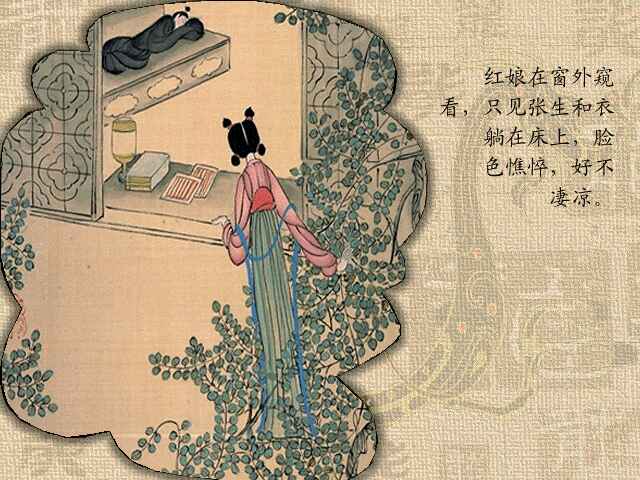 红娘在窗外窥
看，只见张生和衣
躺在床上，脸
色憔悴，好不
凄凉。